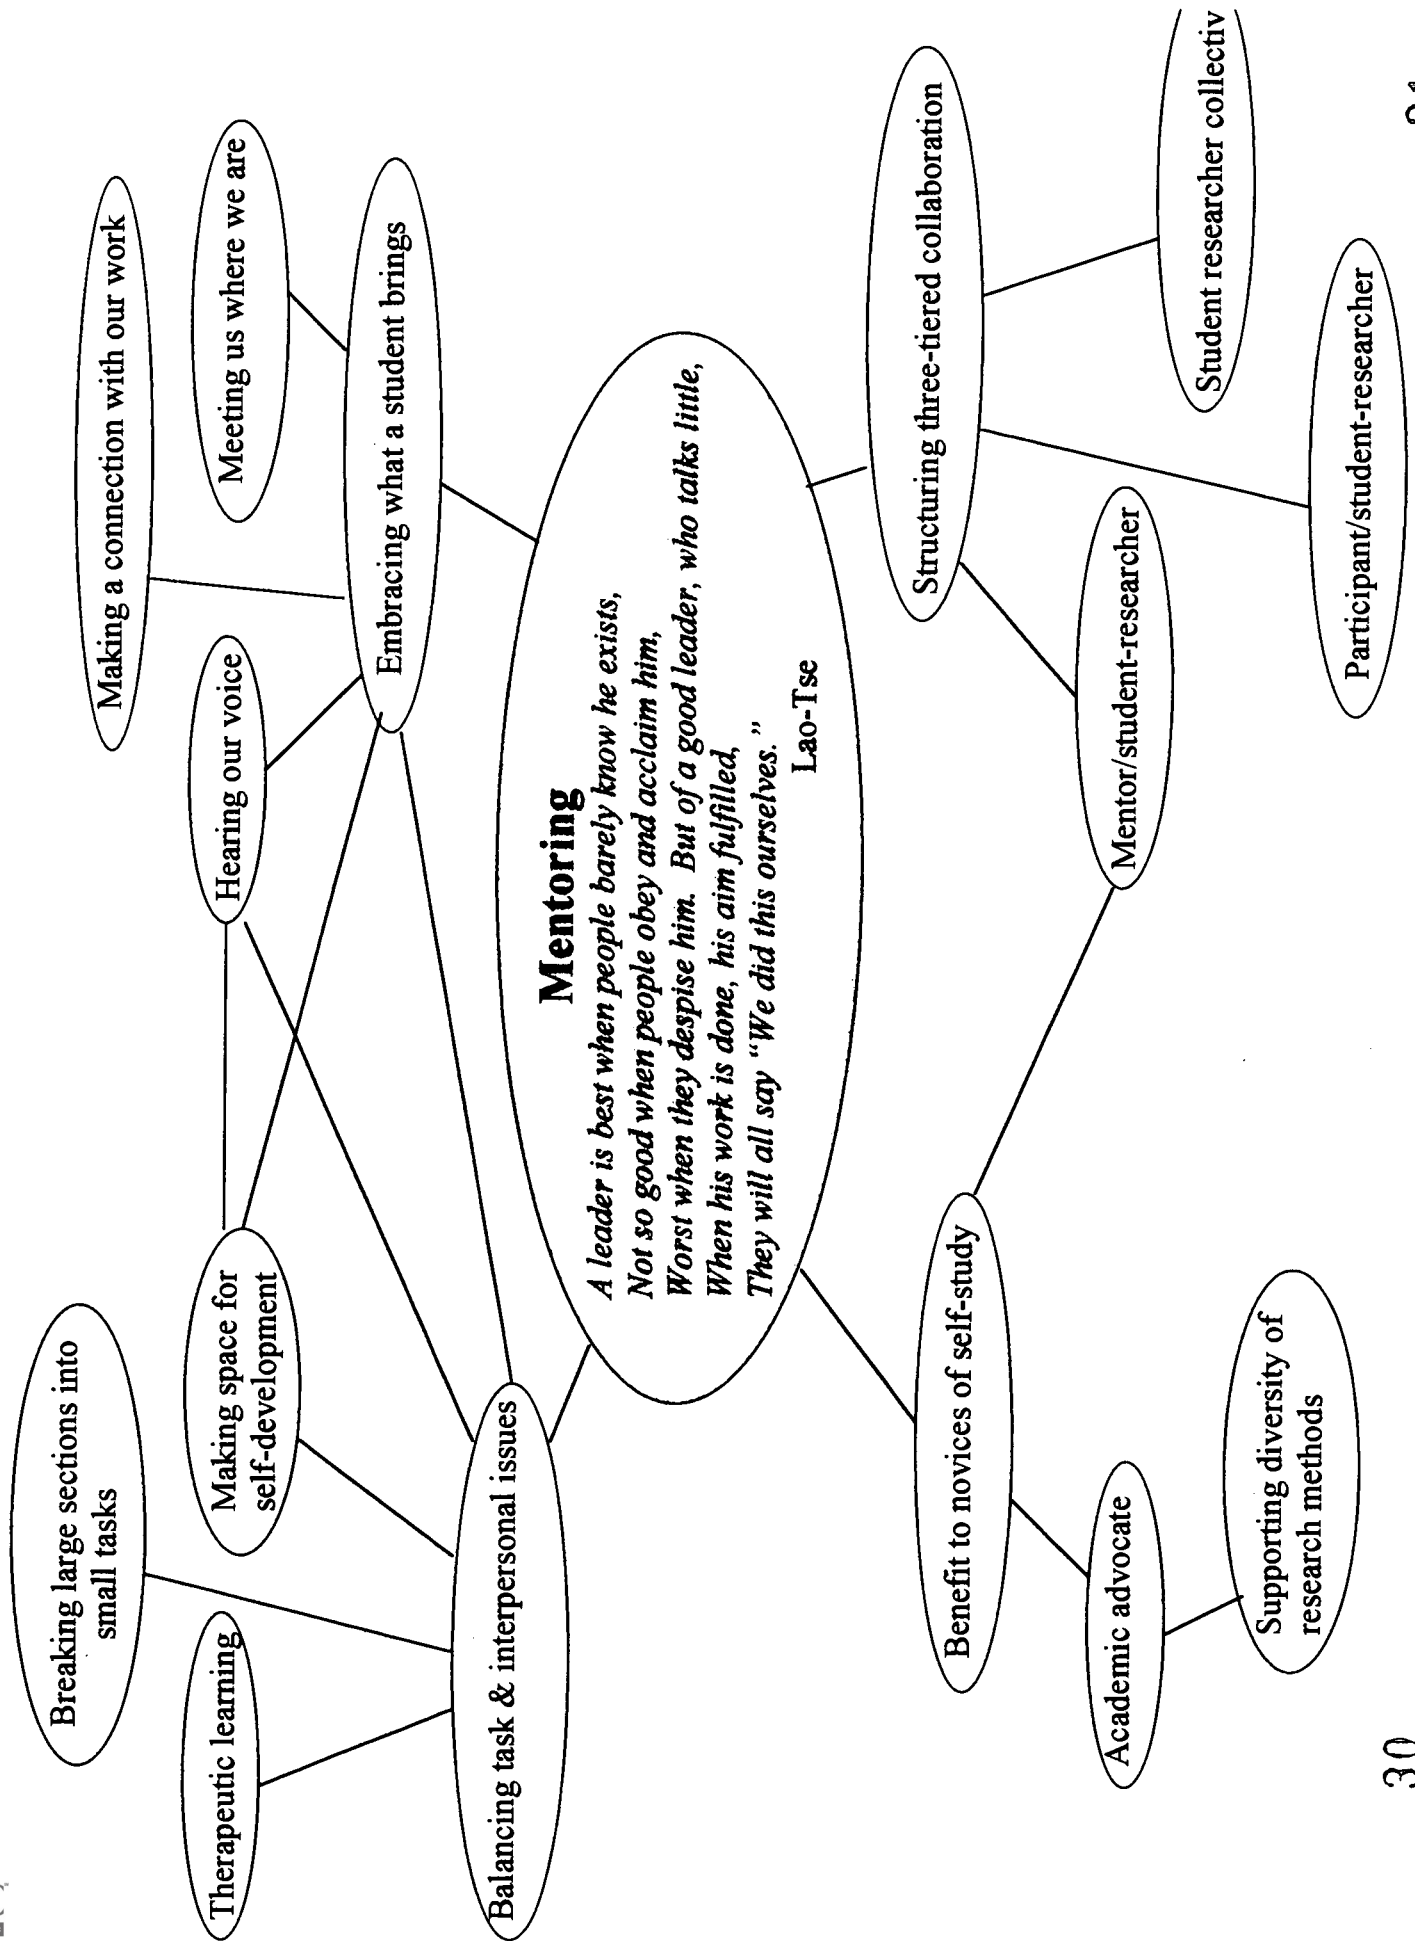 Breaking large sections into
small tasks
Making a connection with our work
Therapeutic learning
Making space for
self-development
Hearing our voice
Meeting us where we are
Balancing task & interpersonal issues
Embracing what a student brings
Mentoring
A leader is best when people barely know he exists,
Not so good when people obey and acclaim him,
Worst when they despise him. But of a good leader, who talks little,
When his work is done, his aim fulfilled,
They will all say “We did this ourselves.”
Lao-Tse
Benefit to novices of self-study
Structuring three-tiered collaboration
Academic advocate
Mentor/student-researcher
Student researcher collectiv
Supporting diversity of
research methods
Participant/student-researcher
30